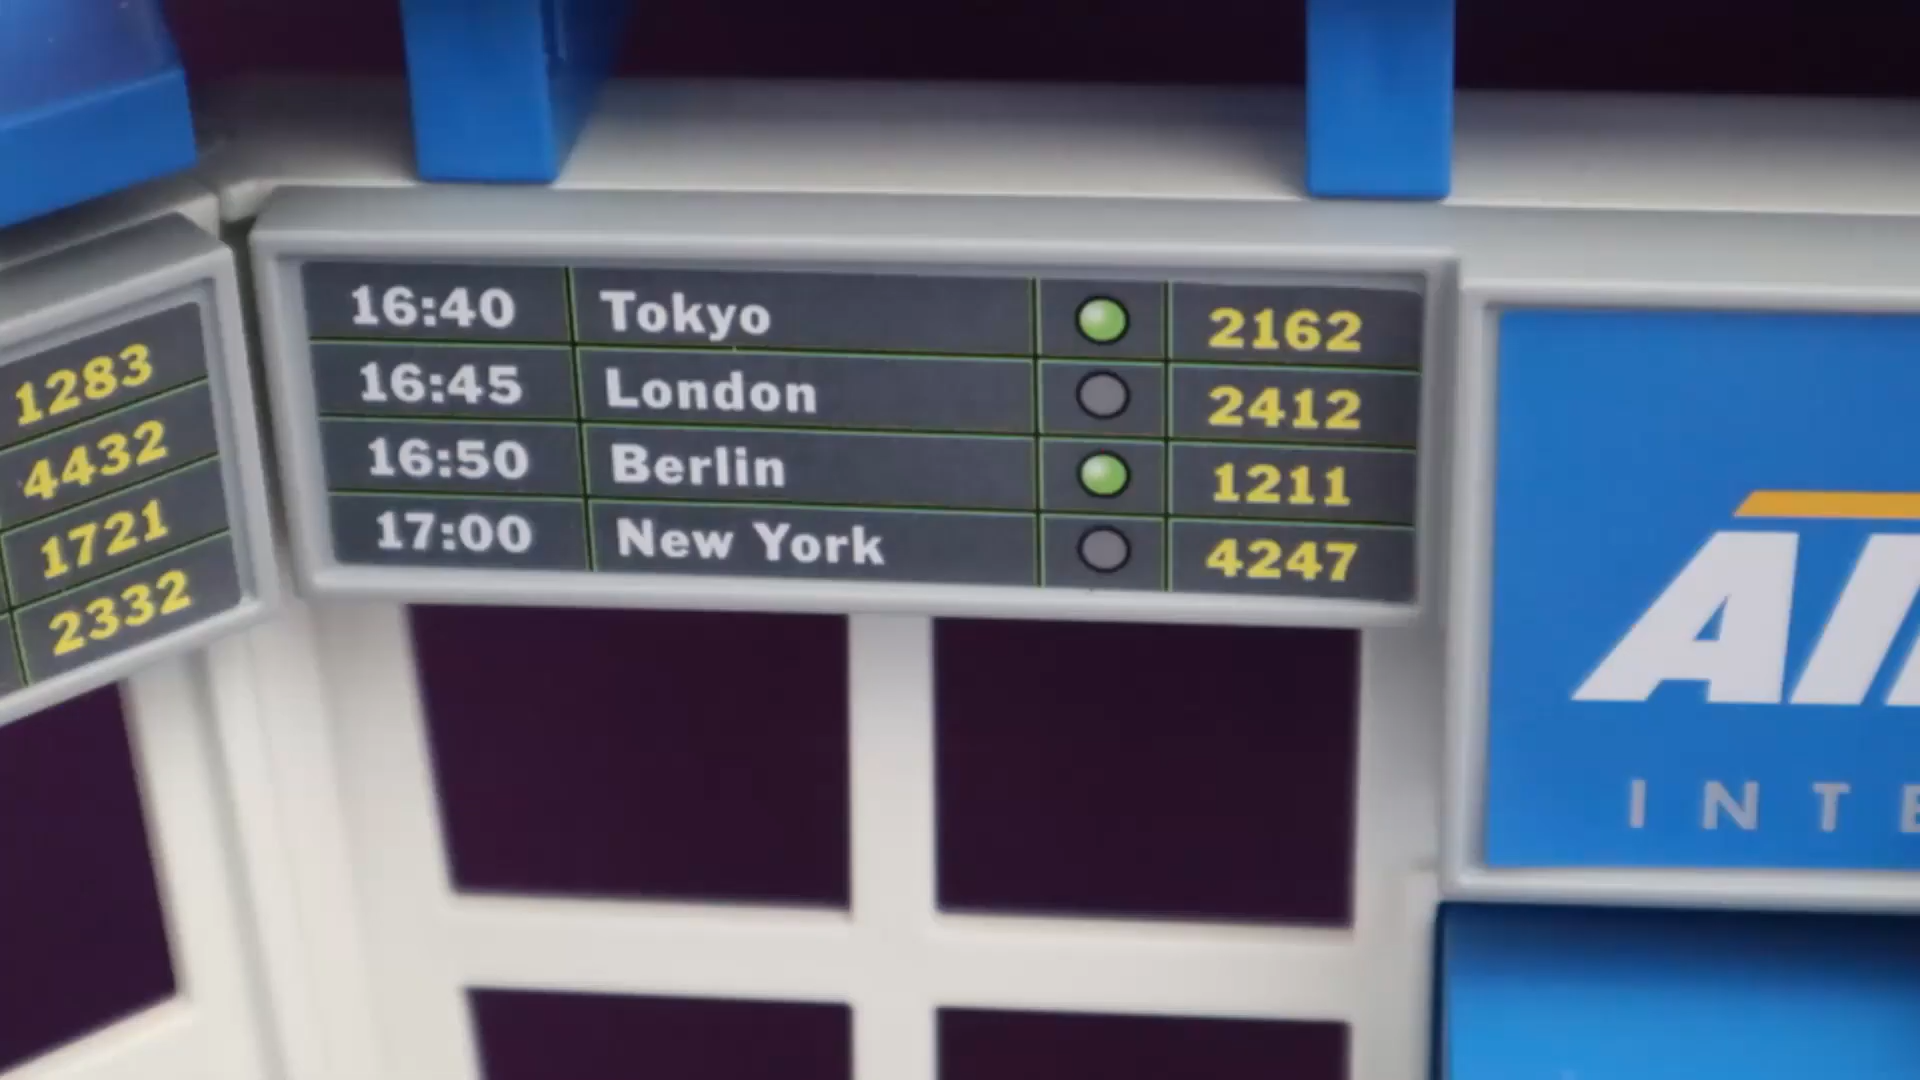 1283
4432
1721
2332
16:40 Tokyo 2162
16:45 London 2412
16:50 Berlin 1211
17:00 New York 4247